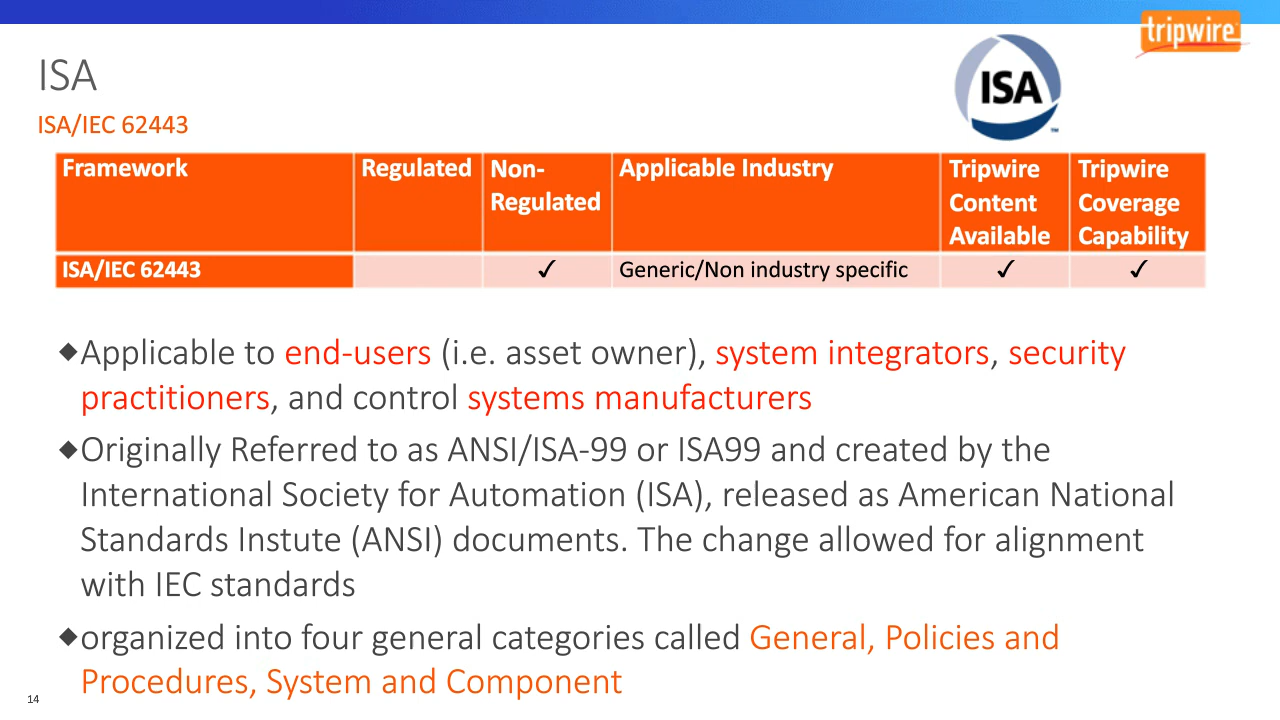 tripwire
ISA
ISA
™
ISA/IEC 62443
Framework
Regulated
Non-
Regulated
Applicable Industry
Tripwire
Content
Available
Tripwire
Coverage
Capability
ISA/IEC 62443
✓
Generic/Non industry specific
✓
✓
◆Applicable to end-users (i.e. asset owner), system integrators, security
practitioners, and control systems manufacturers
◆Originally Referred to as ANSI/ISA-99 or ISA99 and created by the
International Society for Automation (ISA), released as American National
Standards Instute (ANSI) documents. The change allowed for alignment
with IEC standards
◆organized into four general categories called General, Policies and
Procedures, System and Component
14